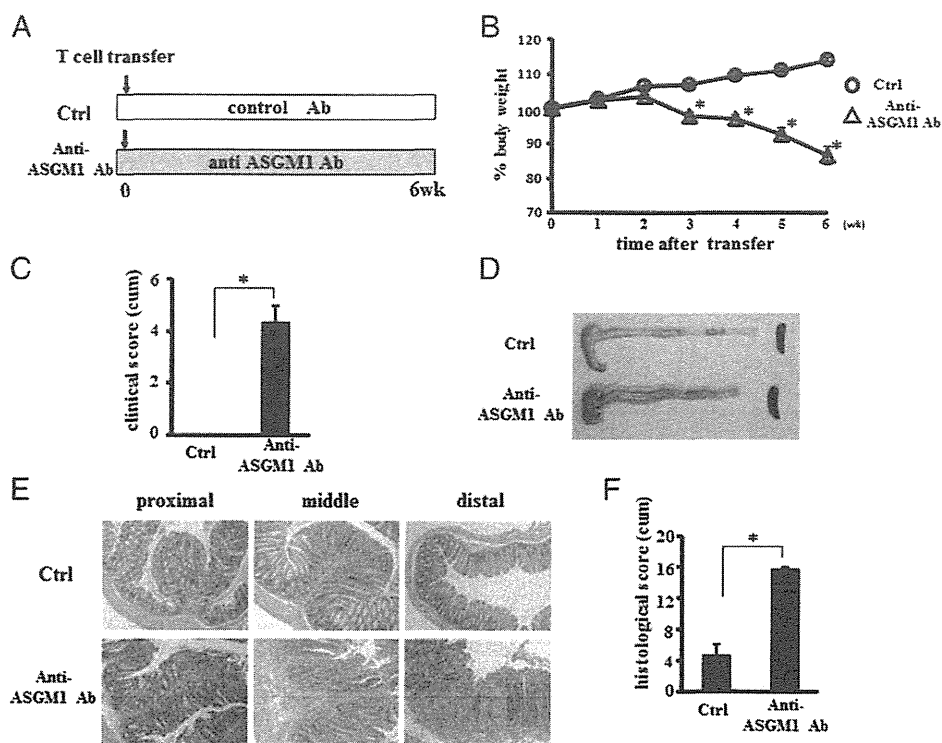 A
T cell transfer
Ctrl
control Ab
Anti-
ASGM1 Ab
anti ASGM1 Ab
0
6wk
B
% body weight
120
110
100
90
80
70
0 1 2 3 4 5 6 (wk)
time after transfer
Ctrl
Anti-
ASGM1 Ab
*
*
*
*
C
clinical score (cum)
6
4
2
0
*
Ctrl
Anti-
ASGM1 Ab
D
Ctrl
Anti-
ASGM1 Ab
E
proximal middle distal
Ctrl
Anti-
ASGM1 Ab
F
histological score (cum)
20
16
12
8
4
0
*
Ctrl
Anti-
ASGM1 Ab